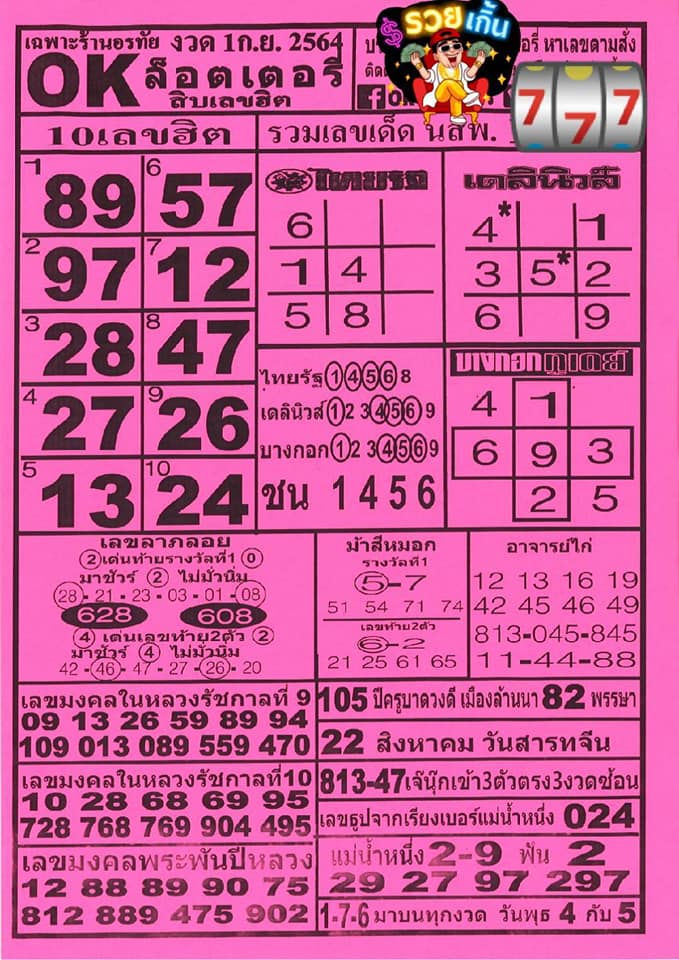 เฉพาะร้านอรทัย งวด 1ก.ย. 2564
OK ล็อตเตอรี่
สิบเลขฮิต
รวยเกิ้น
หาเลขตามสั่ง
777
10เลขฮิต
รวมเลขเด็ด นสพ.
1 89 6 57
2 97 7 12
3 28 8 47
4 27 9 26
5 13 10 24
ไทยรัฐ
6
1 4
5 8
เดลินิวส์
4* 1
3 5* 2
6 9
ไทยรัฐ 1 4 5 6 8
เดลินิวส์ 1 2 3 4 5 6 9
บางกอก 1 2 3 4 5 6 9
ชน 1 4 5 6
บางกอกทูเดย์
4 1
6 9 3
2 5
เลขลาภลอย
2 เด่นท้ายรางวัลที่1 0
มาชัวร์ 2 ไม่มั่วนิ่ม
28 - 21 - 23 - 03 - 01 - 08
628 608
4 เด่นเลขท้าย2ตัว 2
มาชัวร์ 4 ไม่มั่วนิ่ม
42 - 46 - 47 - 27 - 26 - 20
ม้าสีหมอก
รางวัลที่1
5-7
51 54 71 74
เลขท้าย2ตัว
6-2
21 25 61 65
อาจารย์ไก่
12 13 16 19
42 45 46 49
813-045-845
11-44-88
เลขมงคลในหลวงรัชกาลที่ 9
09 13 26 59 89 94
109 013 089 559 470
105 ปีครูบาดวงดี เมืองล้านนา 82 พรรษา
22 สิงหาคม วันสารทจีน
เลขมงคลในหลวงรัชกาลที่10
10 28 68 69 95
728 768 769 904 495
813-47 เจ๊นุ๊กเข้า3ตัวตรง3งวดซ้อน
เลขธูปจากเรียงเบอร์แม่น้ำหนึ่ง 024
เลขมงคลพระพันปีหลวง
12 88 89 90 75
812 889 475 902
แม่น้ำหนึ่ง 2-9 ฟัน 2
29 27 97 297
1-7-6 มาบนทุกงวด วันพุธ 4 กับ 5